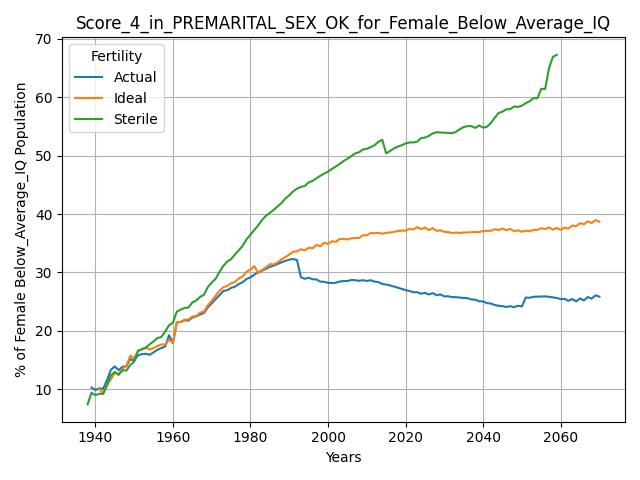 Score_4_in_PREMARITAL_SEX_OK_for_Female_Below_Average_IQ
% of Female Below_Average_IQ Population
70
60
50
40
30
20
10
Fertility
Actual
Ideal
Sterile
1940 1960 1980 2000 2020 2040 2060
Years